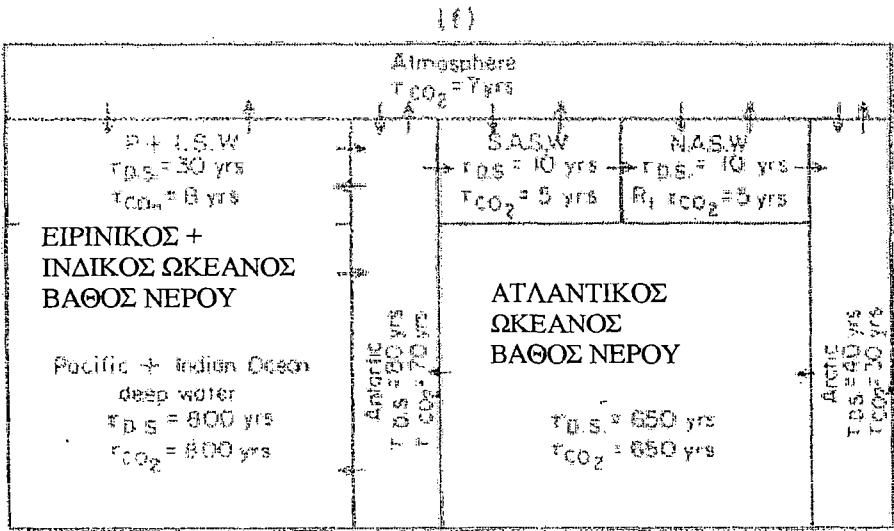 (f)
Atmosphere
τCO2 = 7 yrs
P + I.S.W
τD.S. = 30 yrs
τCO2 = 8 yrs
S.A.S.W
τD.S = 10 yrs
τCO2 = 5 yrs
N.A.S.W
τD.S. = 10 yrs
R, τCO2 = 5 yrs
ΕΙΡΙΝΙΚΟΣ +
ΙΝΔΙΚΟΣ ΩΚΕΑΝΟΣ
ΒΑΘΟΣ ΝΕΡΟΥ
Pacific + Indian Ocean
deep water
τD.S = 800 yrs
τCO2 = 800 yrs
Antarctic
τD.S. = 80 yrs
τCO2 = 70 yrs
ΑΤΛΑΝΤΙΚΟΣ
ΩΚΕΑΝΟΣ
ΒΑΘΟΣ ΝΕΡΟΥ
τD.S. = 650 yrs
τCO2 = 650 yrs
Arctic
τD.S. = 40 yrs
τCO2 = 30 yrs